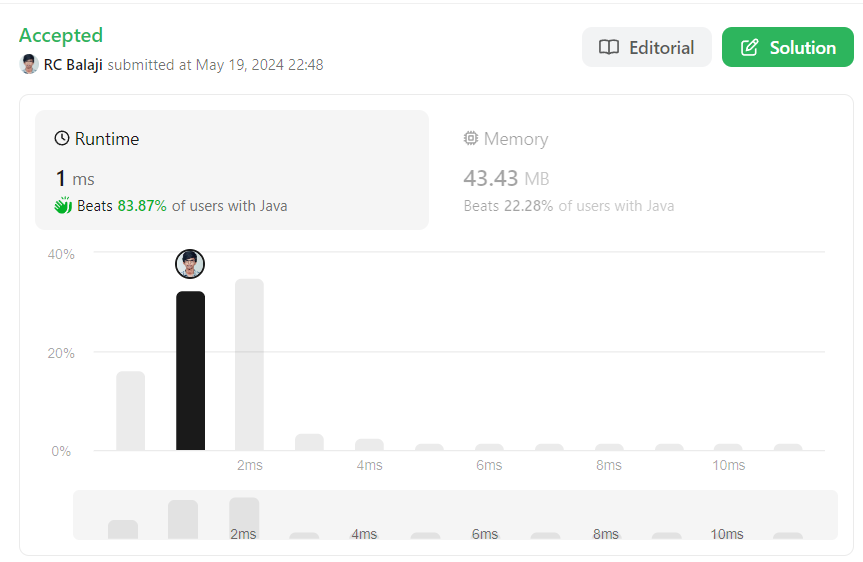 Accepted
RC Balaji submitted at May 19, 2024 22:48
Editorial
Solution
Runtime
1 ms
Beats 83.87% of users with Java
Memory
43.43 MB
Beats 22.28% of users with Java
40%
20%
0%
2ms 4ms 6ms 8ms 10ms
2ms 4ms 6ms 8ms 10ms